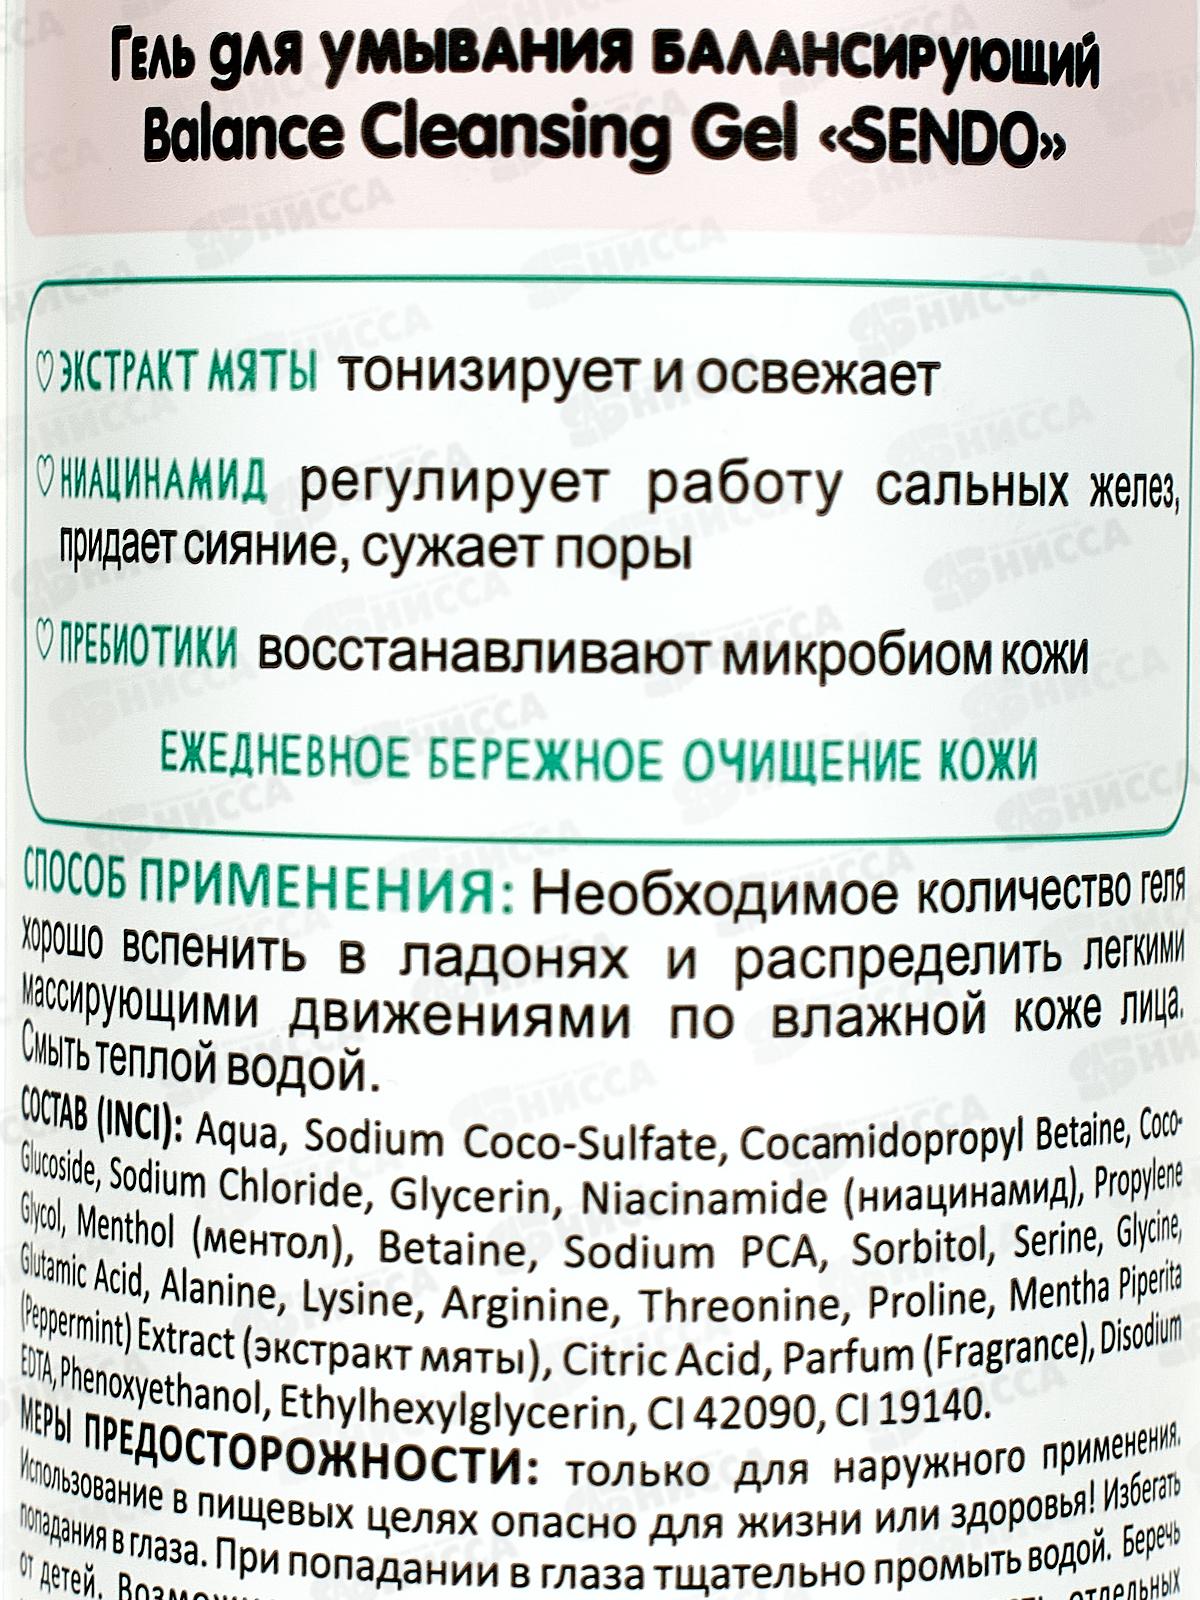 Гель для умывания балансирующий
Balance Cleansing Gel «SENDO»
ЭКСТРАКТ МЯТЫ тонизирует и освежает
НИАЦИНАМИД регулирует работу сальных желез,
придает сияние, сужает поры
ПРЕБИОТИКИ восстанавливают микробиом кожи
ЕЖЕДНЕВНОЕ БЕРЕЖНОЕ ОЧИЩЕНИЕ КОЖИ
СПОСОБ ПРИМЕНЕНИЯ: Необходимое количество геля
хорошо вспенить в ладонях и распределить легкими
массирующими движениями по влажной коже лица.
Смыть теплой водой.
СОСТАВ (INCI): Aqua, Sodium Coco-Sulfate, Cocamidopropyl Betaine, Coco-
Glucoside, Sodium Chloride, Glycerin, Niacinamide (ниацинамид), Propylene
Glycol, Menthol (ментол), Betaine, Sodium PCA, Sorbitol, Serine, Glycine,
Glutamic Acid, Alanine, Lysine, Arginine, Threonine, Proline, Mentha Piperita
(Peppermint) Extract (экстракт мяты), Citric Acid, Parfum (Fragrance), Disodium
EDTA, Phenoxyethanol, Ethylhexylglycerin, CI 42090, CI 19140.
МЕРЫ ПРЕДОСТОРОЖНОСТИ: только для наружного применения.
Использование в пищевых целях опасно для жизни или здоровья! Избегать
попадания в глаза. При попадании в глаза тщательно промыть водой. Беречь
от детей. отдельных